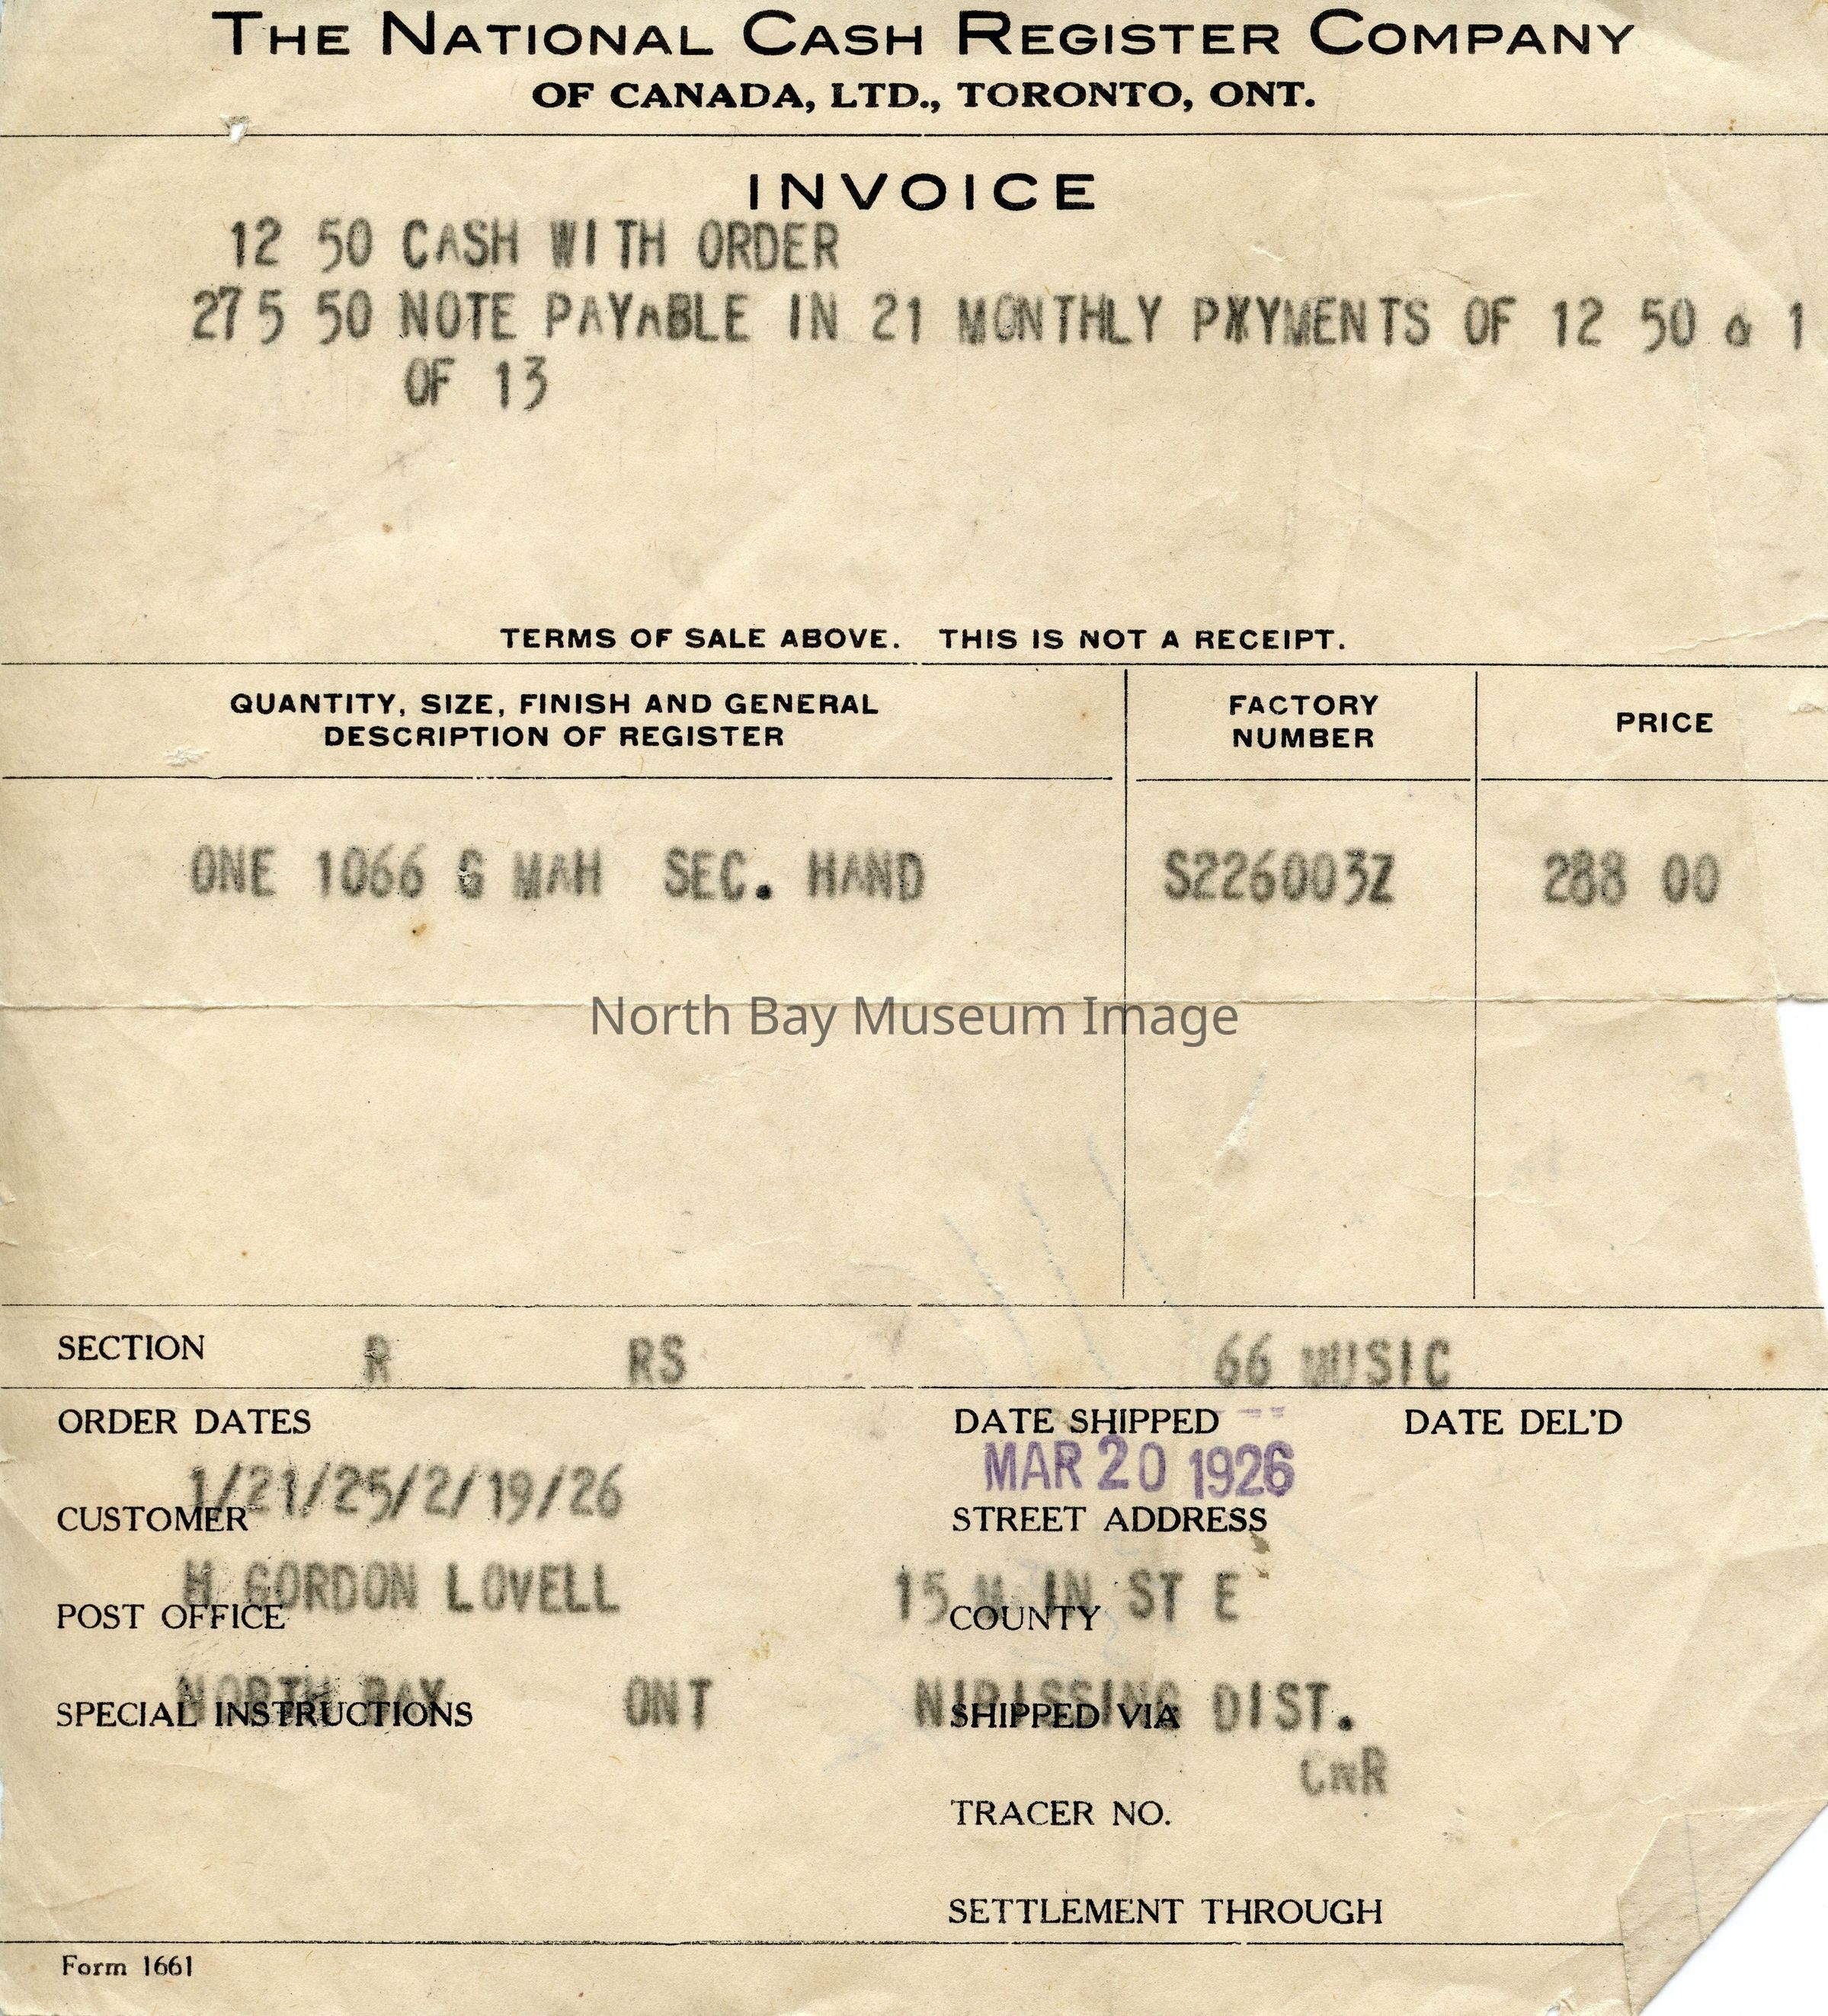 THE NATIONAL CASH REGISTER COMPANY
OF CANADA, LTD., TORONTO, ONT.
INVOICE
12 50 CASH WITH ORDER
275 50 NOTE PAYABLE IN 21 MONTHLY PXYMENTS OF 12 50 & 1
OF 13
TERMS OF SALE ABOVE. THIS IS NOT A RECEIPT.
QUANTITY, SIZE, FINISH AND GENERAL
DESCRIPTION OF REGISTER
FACTORY
NUMBER
PRICE
ONE 1066 G MAH SEC. HAND S226003Z 288 00
North Bay Museum Image
SECTION R RS 66 MUSIC
ORDER DATES
1/21/25/2/19/26
DATE SHIPPED
MAR 20 1926
DATE DEL'D
CUSTOMER
H GORDON LOVELL
STREET ADDRESS
15 M IN ST E
POST OFFICE
NORTH BAY ONT
COUNTY
NIPISSING DIST.
SPECIAL INSTRUCTIONS
SHIPPED VIA
CNR
TRACER NO.
SETTLEMENT THROUGH
Form 1661